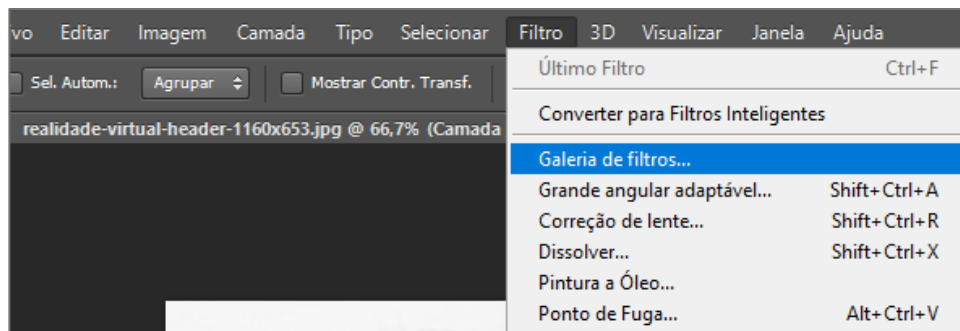 vo Editar Imagem Camada Tipo Selecionar Filtro 3D Visualizar Janela Ajuda
Sel. Autom.: Agrupar Mostrar Contr. Transf.
realidade-virtual-header-1160x653.jpg @ 66,7% (Camada
Último Filtro Ctrl+F
Converter para Filtros Inteligentes
Galeria de filtros...
Grande angular adaptável... Shift+Ctrl+A
Correção de lente... Shift+Ctrl+R
Dissolver... Shift+Ctrl+X
Pintura a Óleo...
Ponto de Fuga... Alt+Ctrl+V